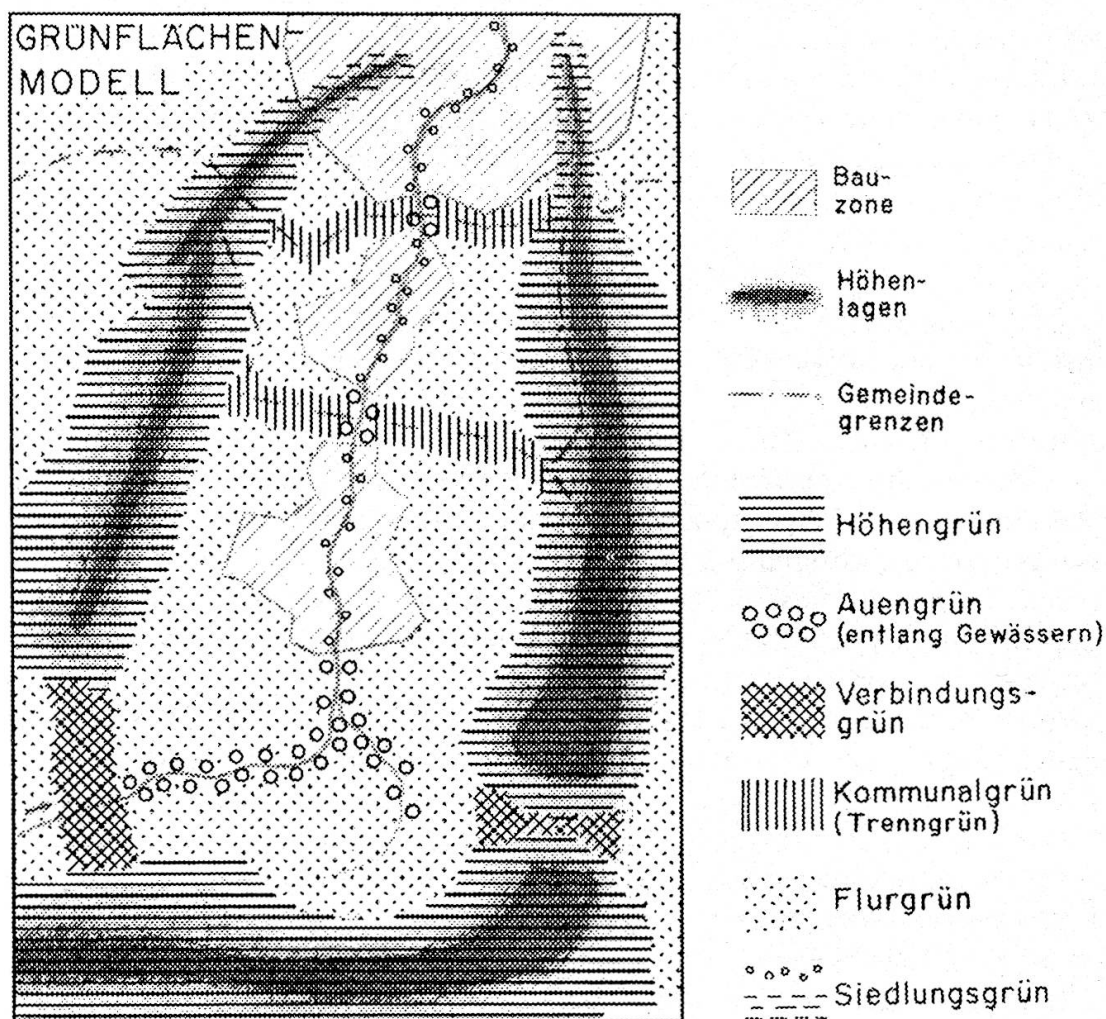 GRÜNFLÄCHEN-
MODELL
Bau-
zone
Höhen-
lagen
Gemeinde-
grenzen
Höhengrün
Auengrün
(entlang Gewässern)
Verbindungs-
grün
Kommunalgrün
(Trenngrün)
Flurgrün
Siedlungsgrün